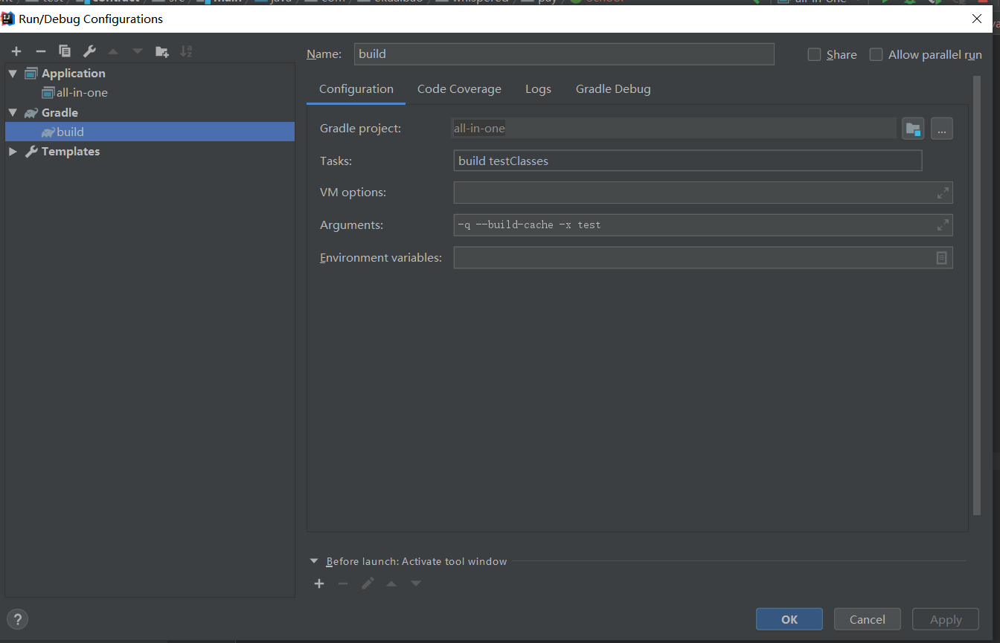 Run/Debug Configurations
Name: build
Share
Allow parallel run
Application
all-in-one
Gradle
build
Templates
Configuration
Code Coverage
Logs
Gradle Debug
Gradle project: all-in-one
...
Tasks: build testClasses
VM options:
Arguments: -q --build-cache -x test
Environment variables:
Before launch: Activate tool window
?
OK
Cancel
Apply